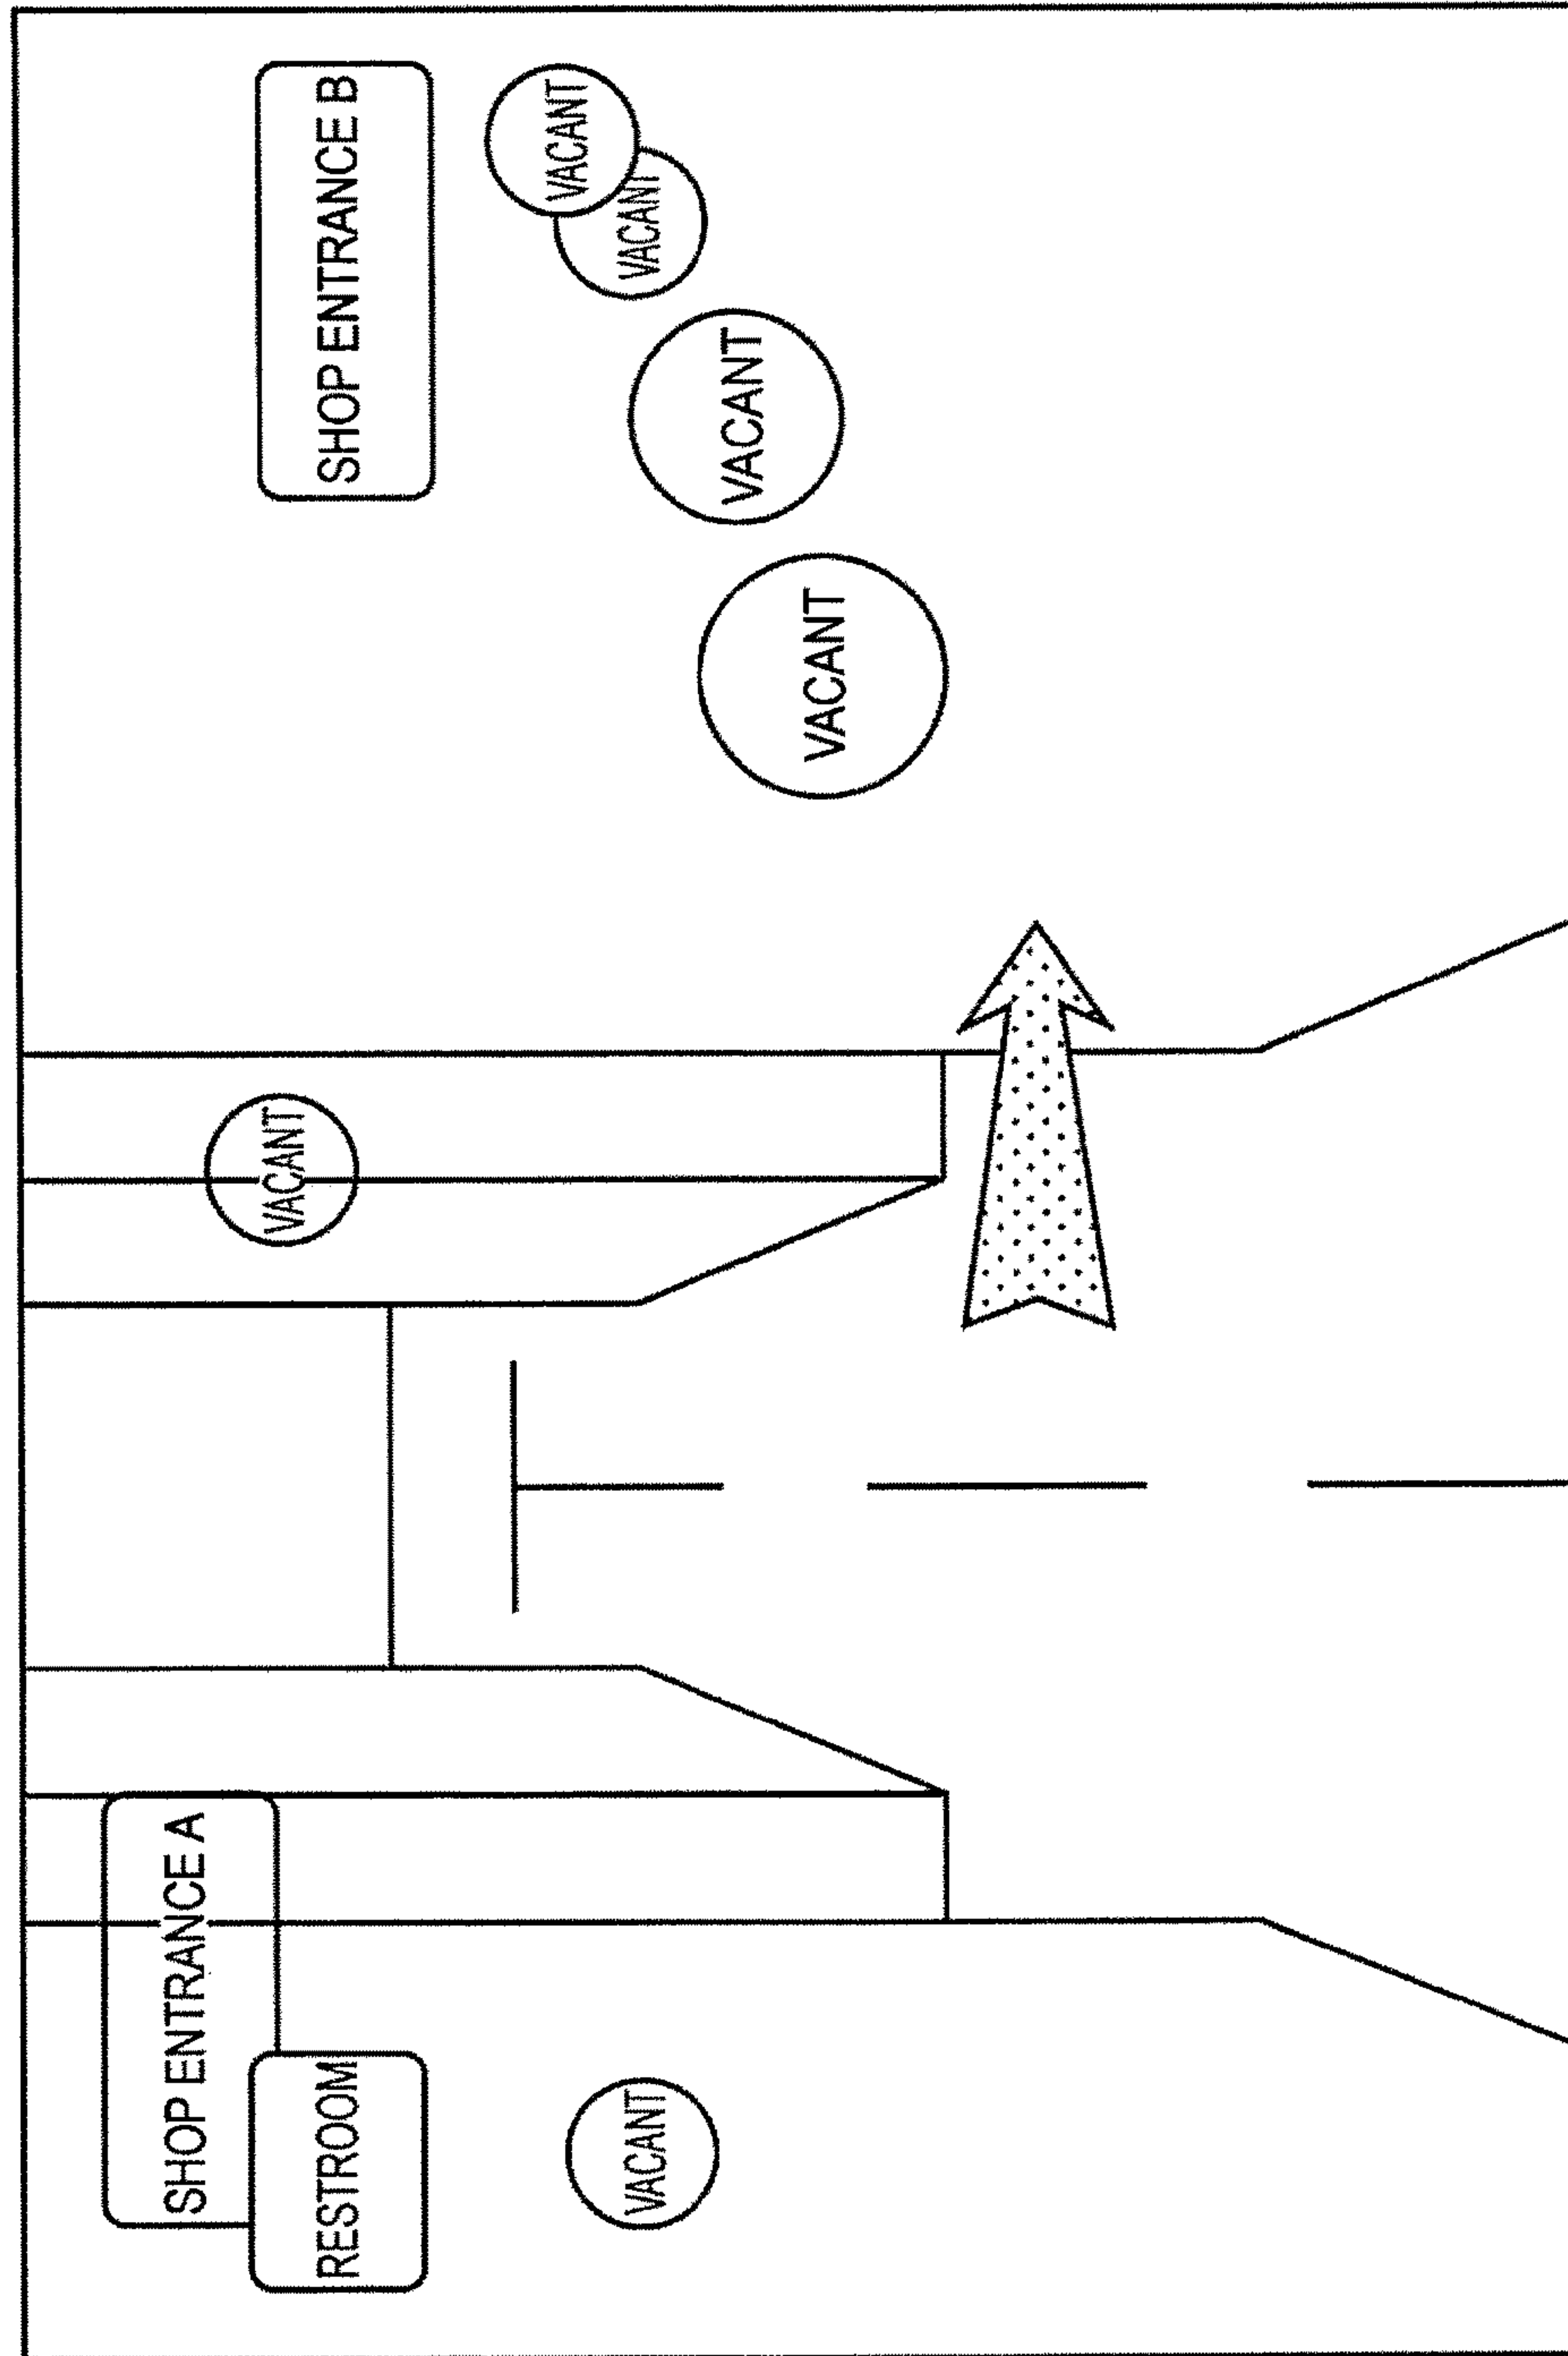 SHOP ENTRANCE A
VACANT
RESTROOM
SHOP ENTRANCE B
VACANT
VACANT
VACANT
VACANT
VACANT